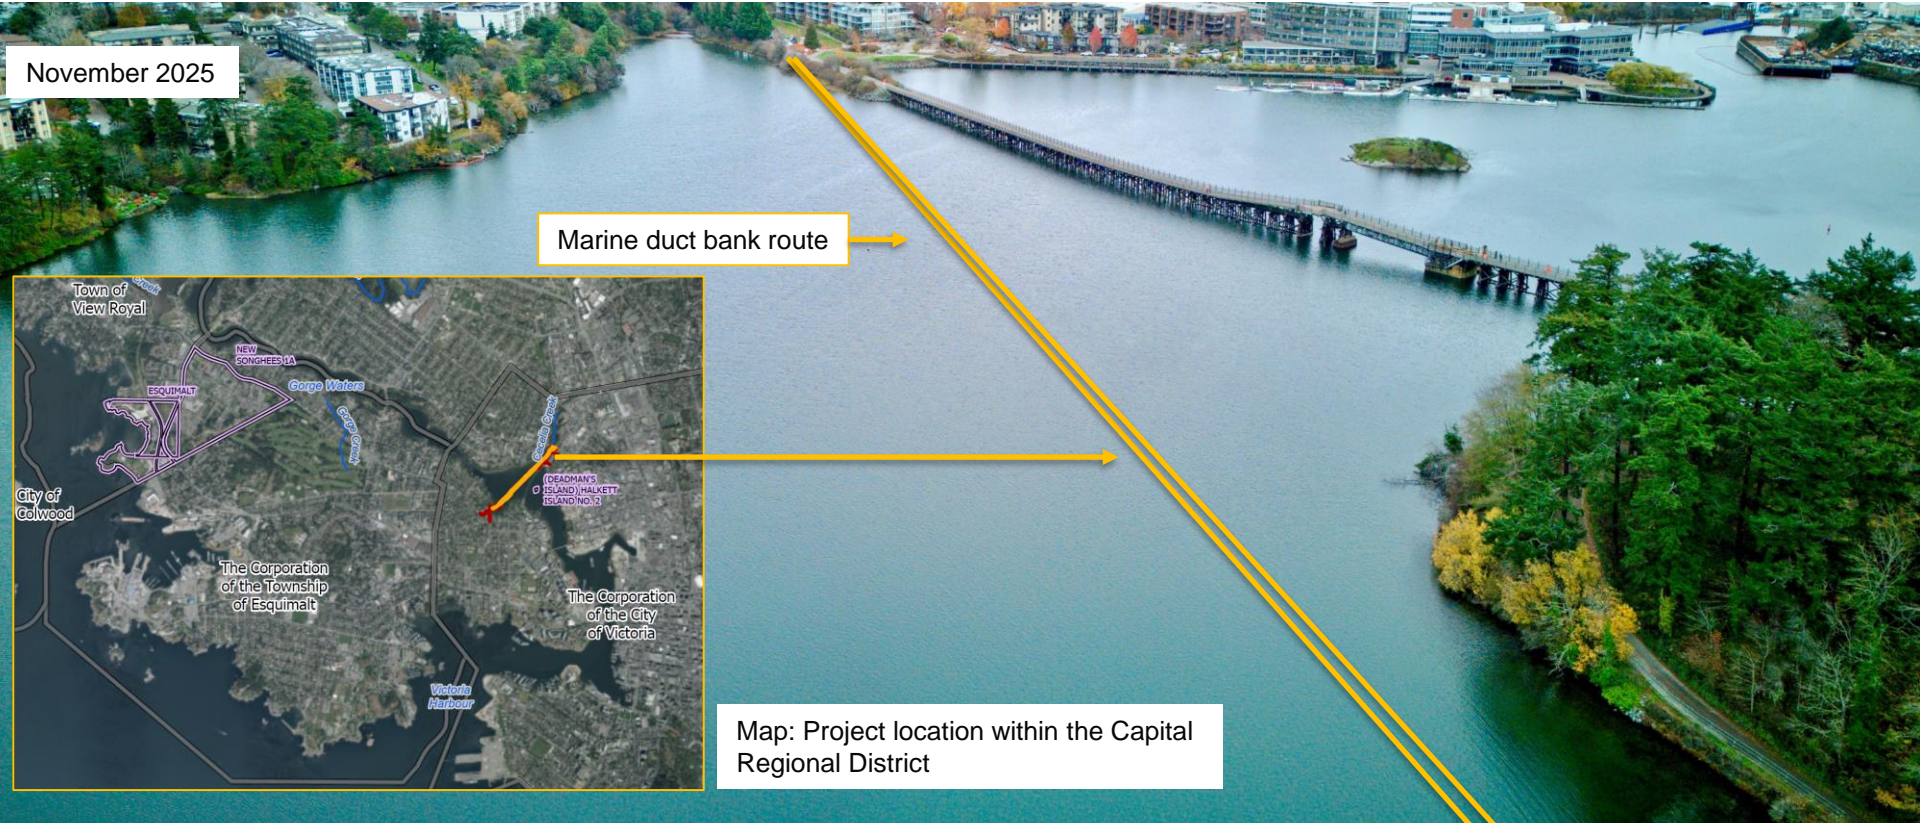 November 2025
Marine duct bank route
Creek
Town of
View Royal
NEW
SONGHEES 1A
ESQUIMALT
Gorge Waters
Gorge Creek
Cecelia Creek
(DEADMAN'S
ISLAND) HALKETT
ISLAND NO. 2
City of
Colwood
The Corporation
of the Township
of Esquimalt
The Corporation
of the City
of Victoria
Victoria
Harbour
Map: Project location within the Capital
Regional District